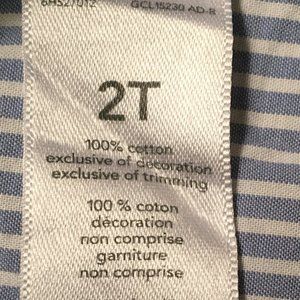 6HS27012 GCL15230 AD-R
2T
100% cotton
exclusive of decoration
exclusive of trimming
100 % coton
décoration
non comprise
garniture
non comprise